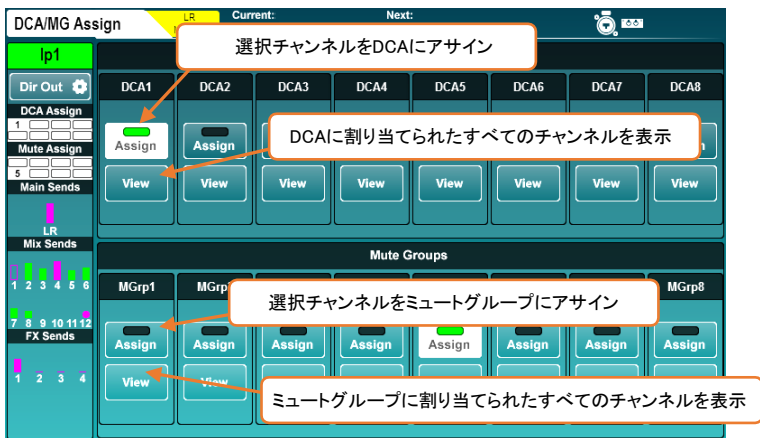 DCA/MG Assign
LR
Current:
Next:
選択チャンネルをDCAにアサイン
Ip1
Dir Out
DCA1 DCA2 DCA3 DCA4 DCA5 DCA6 DCA7 DCA8
DCA Assign
1
Assign Assign
DCAに割り当てられたすべてのチャンネルを表示
Mute Assign
5
View View View View View View View View
Main Sends
LR
Mix Sends
Mute Groups
1 2 3 4 5 6
MGrp1 MGrp MGrp8
選択チャンネルをミュートグループにアサイン
7 8 9 10 11 12
FX Sends
Assign Assign Assign Assign Assign Assign Assign Assign
1 2 3 4
View View
ミュートグループに割り当てられたすべてのチャンネルを表示